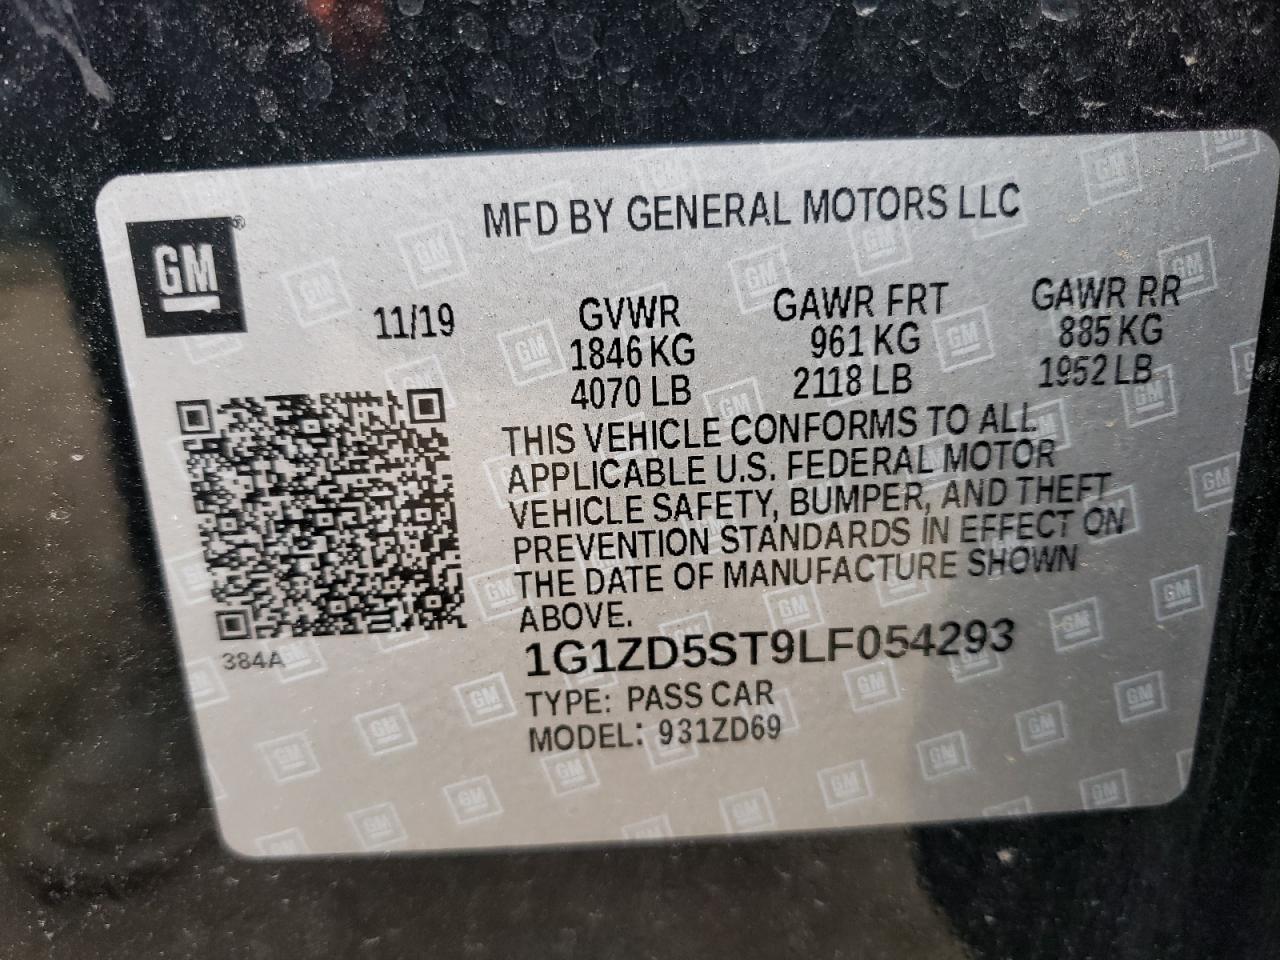 MFD BY GENERAL MOTORS LLC
GM®
11/19
GVWR
1846 KG
4070 LB
GAWR FRT
961 KG
2118 LB
GAWR RR
885 KG
1952 LB
THIS VEHICLE CONFORMS TO ALL
APPLICABLE U.S. FEDERAL MOTOR
VEHICLE SAFETY, BUMPER, AND THEFT
PREVENTION STANDARDS IN EFFECT ON
THE DATE OF MANUFACTURE SHOWN
ABOVE.
384A
1G1ZD5ST9LF054293
TYPE: PASS CAR
MODEL: 931ZD69